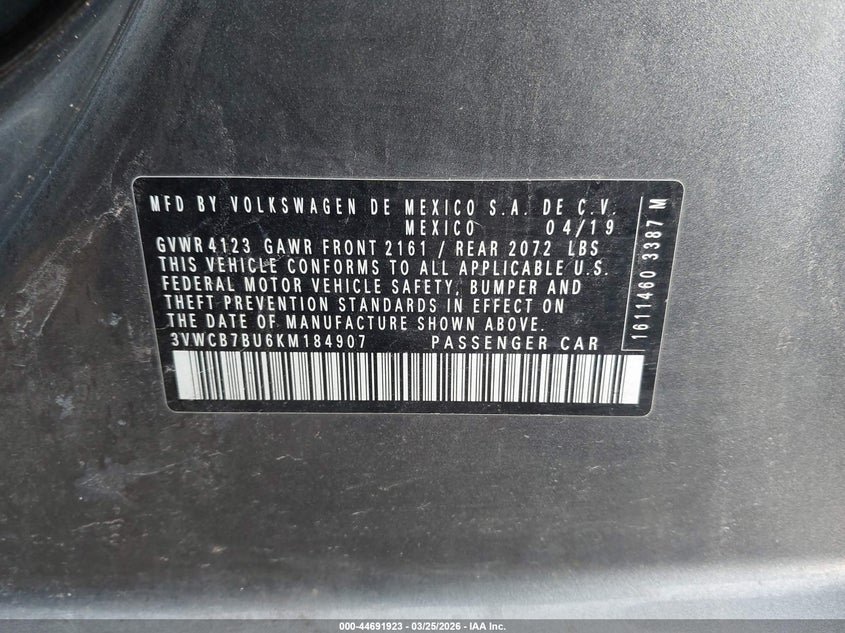 MFD BY VOLKSWAGEN DE MEXICO S.A. DE C.V.
MEXICO 04/19
GVWR 4123 GAWR FRONT 2161 / REAR 2072 LBS
THIS VEHICLE CONFORMS TO ALL APPLICABLE U.S.
FEDERAL MOTOR VEHICLE SAFETY, BUMPER AND
THEFT PREVENTION STANDARDS IN EFFECT ON
THE DATE OF MANUFACTURE SHOWN ABOVE.
3VWCB7BU6KM184907 PASSENGER CAR
1611460 3387 M
000-44691923 - 03/25/2026 - IAA Inc.